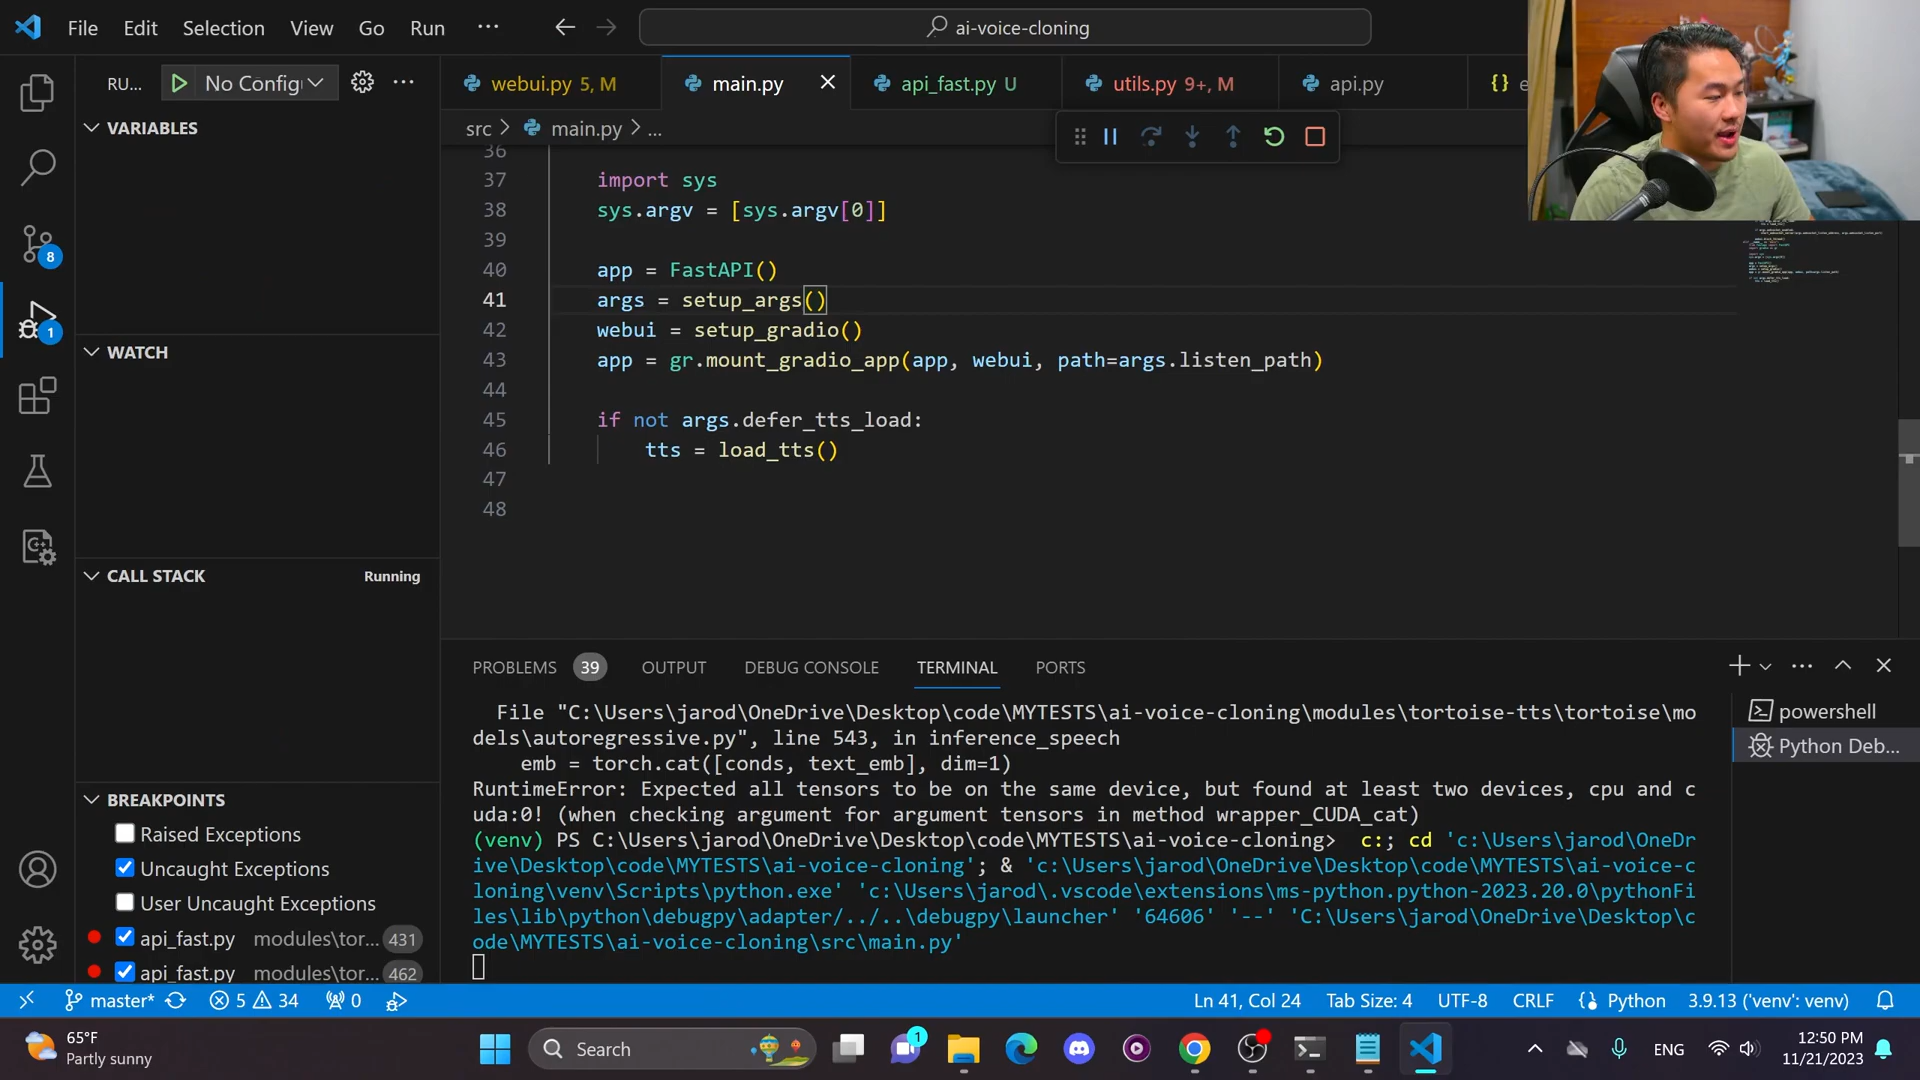 File Edit Selection View Go Run ···
ai-voice-cloning
RU... No Config
webui.py 5, M
main.py
api_fast.py U
utils.py 9+, M
api.py
{} e
src > main.py > ...
VARIABLES
WATCH
CALL STACK
Running
BREAKPOINTS
Raised Exceptions
Uncaught Exceptions
User Uncaught Exceptions
api_fast.py modules\tor... 431
api_fast.py modules\tor... 462
8
1
36
37 import sys
38 sys.argv = [sys.argv[0]]
39
40 app = FastAPI()
41 args = setup_args()
42 webui = setup_gradio()
43 app = gr.mount_gradio_app(app, webui, path=args.listen_path)
44
45 if not args.defer_tts_load:
46 tts = load_tts()
47
48
PROBLEMS 39 OUTPUT DEBUG CONSOLE TERMINAL PORTS
File "C:\Users\jarod\OneDrive\Desktop\code\MYTESTS\ai-voice-cloning\modules\tortoise-tts\tortoise\mo
dels\autoregressive.py", line 543, in inference_speech
emb = torch.cat([conds, text_emb], dim=1)
RuntimeError: Expected all tensors to be on the same device, but found at least two devices, cpu and c
uda:0! (when checking argument for argument tensors in method wrapper_CUDA_cat)
(venv) PS C:\Users\jarod\OneDrive\Desktop\code\MYTESTS\ai-voice-cloning> c:; cd 'c:\Users\jarod\OneDr
ive\Desktop\code\MYTESTS\ai-voice-cloning'; & 'c:\Users\jarod\OneDrive\Desktop\code\MYTESTS\ai-voice-c
loning\venv\Scripts\python.exe' 'c:\Users\jarod\.vscode\extensions\ms-python.python-2023.20.0\pythonFi
les\lib\python\debugpy\adapter/../..\debugpy\launcher' '64606' '--' 'C:\Users\jarod\OneDrive\Desktop\c
ode\MYTESTS\ai-voice-cloning\src\main.py'
powershell
Python Deb...
master* 5 34 0
Ln 41, Col 24 Tab Size: 4 UTF-8 CRLF Python 3.9.13 ('venv': venv)
65°F
Partly sunny
Search
1
ENG
12:50 PM
11/21/2023